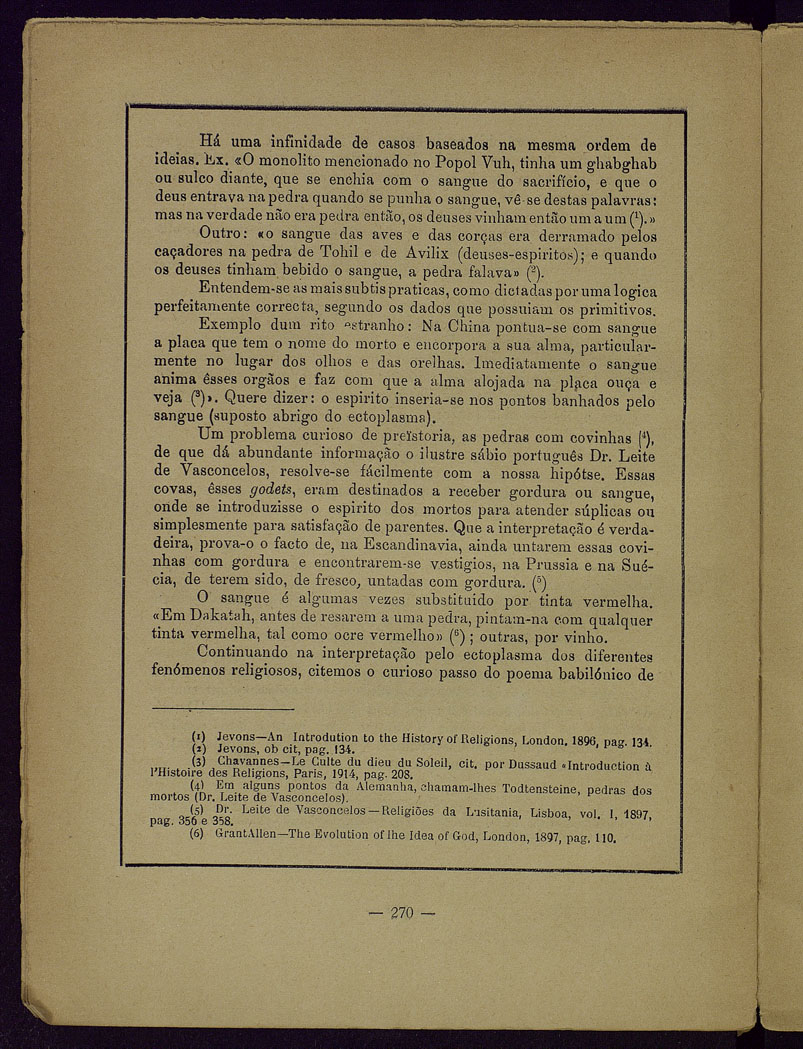 Há uma infinidade de casos baseados na mesma ordem de
ideias. Ex. «O monolito mencionado no Popol Vuh, tinha um ghabghab
ou sulco diante, que se enchia com o sangue do sacrifício, e que o
deus entrava na pedra quando se punha o sangue, vê-se destas palavras:
mas na verdade não era pedra então, os deuses vinham então um a um (¹).»
Outro: «o sangue das aves e das corças era derramado pelos
caçadores na pedra de Tohil e de Avilix (deuses-espiritos); e quando
os deuses tinham bebido o sangue, a pedra falava» (²).
Entendem-se as mais subtis praticas, como dictadas por uma logica
perfeitamente correcta, segundo os dados que possuiam os primitivos.
Exemplo dum rito estranho: Na China pontua-se com sangue
a placa que tem o nome do morto e encorpora a sua alma, particular-
mente no lugar dos olhos e das orelhas. Imediatamente o sangue
anima êsses orgãos e faz com que a alma alojada na placa ouça e
veja (³)». Quere dizer: o espirito inseria-se nos pontos banhados pelo
sangue (suposto abrigo do ectoplasma).
Um problema curioso de preïstoria, as pedras com covinhas (⁴),
de que dá abundante informação o ilustre sábio português Dr. Leite
de Vasconcelos, resolve-se fácilmente com a nossa hipótse. Essas
covas, êsses godets, eram destinados a receber gordura ou sangue,
onde se introduzisse o espirito dos mortos para atender súplicas ou
simplesmente para satisfação de parentes. Que a interpretação é verda-
deira, prova-o o facto de, na Escandinavia, ainda untarem essas covi-
nhas com gordura e encontrarem-se vestigios, na Prussia e na Sué-
cia, de terem sido, de fresco, untadas com gordura. (⁵)
O sangue é algumas vezes substituido por tinta vermelha.
«Em Dakatah, antes de resarem a uma pedra, pintam-na com qualquer
tinta vermelha, tal como ocre vermelho» (⁶) ; outras, por vinho.
Continuando na interpretação pelo ectoplasma dos diferentes
fenómenos religiosos, citemos o curioso passo do poema babilónico de
(1) Jevons—An Introdution to the History of Religions, London, 1896, pag. 134.
(2) Jevons, ob cit, pag. 134.
(3) Chavannes—Le Culte du dieu du Soleil, cit. por Dussaud «Introduction à
l'Histoire des Religions, Paris, 1914, pag. 208.
(4) Em alguns pontos da Alemanha, chamam-lhes Todtensteine, pedras dos
mortos (Dr. Leite de Vasconcelos).
(5) Dr. Leite de Vasconcelos—Religiões da Lusitania, Lisboa, vol. I, 1897,
pag. 356 e 358.
(6) GrantAllen—The Evolution of lhe Idea of God, London, 1897, pag. 110.
— 270 —